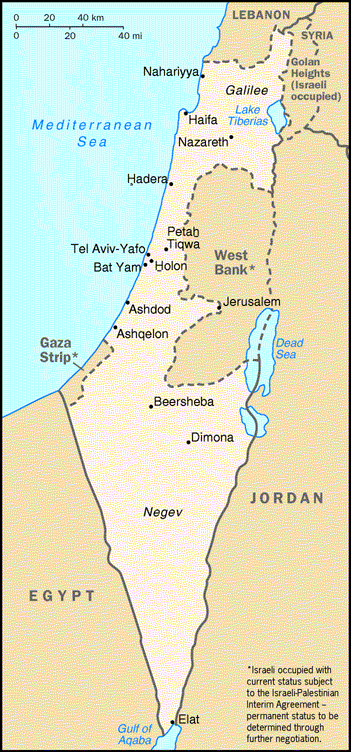 0 20 40 km
0 20 40 mi
LEBANON
SYRIA
Golan
Heights
(Israeli
occupied)
Nahariyya
Galilee
Haifa
Lake
Tiberias
Mediterranean
Sea
Nazareth
Hadera
Petah
Tiqwa
Tel Aviv-Yafo
Bat Yam
Holon
West
Bank*
Ashdod
Jerusalem
Ashqelon
Gaza
Strip*
Dead
Sea
Beersheba
Dimona
JORDAN
Negev
EGYPT
*Israeli occupied with
current status subject
to the Israeli-Palestinian
Interim Agreement –
permanent status to be
determined through
further negotiation.
Elat
Gulf of
Aqaba